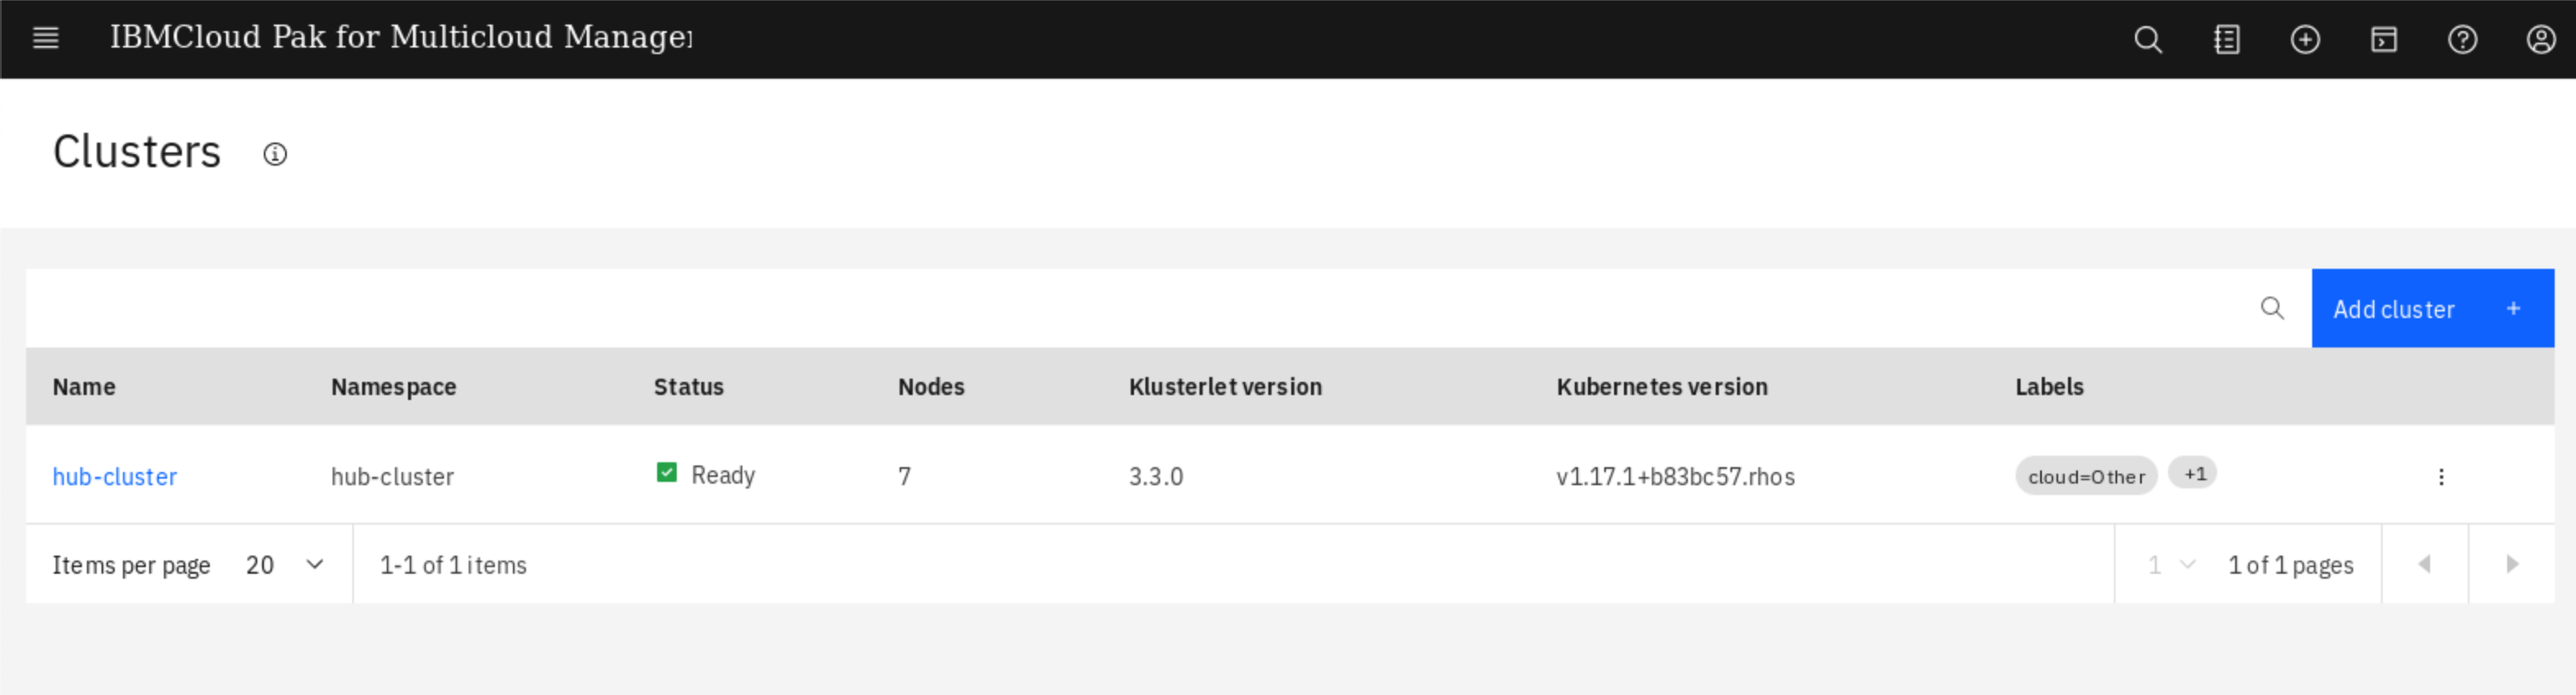 IBMCloud Pak for Multicloud Manager
Clusters
Add cluster +
Name Namespace Status Nodes Klusterlet version Kubernetes version Labels
hub-cluster hub-cluster Ready 7 3.3.0 v1.17.1+b83bc57.rhos cloud=Other +1
Items per page 20 1-1 of 1 items 1 1 of 1 pages